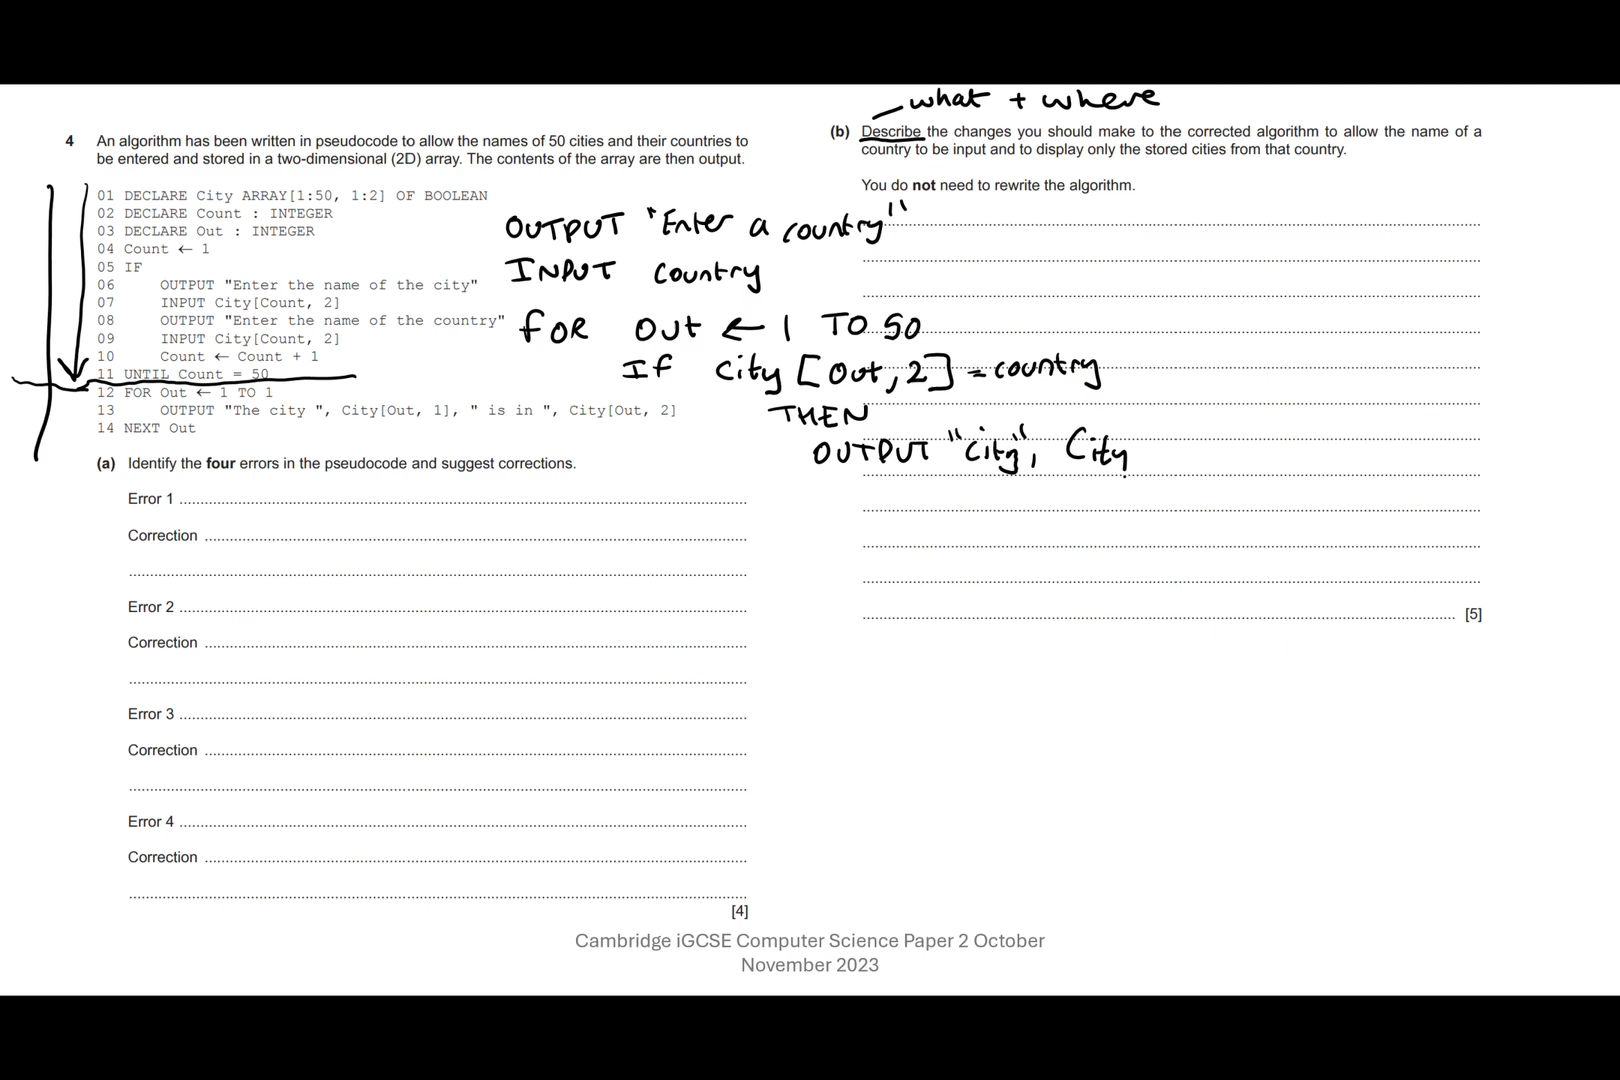 4 An algorithm has been written in pseudocode to allow the names of 50 cities and their countries to
be entered and stored in a two-dimensional (2D) array. The contents of the array are then output.
01 DECLARE City ARRAY[1:50, 1:2] OF BOOLEAN
02 DECLARE Count : INTEGER
03 DECLARE Out : INTEGER
04 Count ← 1
05 IF
06 OUTPUT "Enter the name of the city"
07 INPUT City[Count, 2]
08 OUTPUT "Enter the name of the country"
09 INPUT City[Count, 2]
10 Count ← Count + 1
11 UNTIL Count = 50
12 FOR Out ← 1 TO 1
13 OUTPUT "The city ", City[Out, 1], " is in ", City[Out, 2]
14 NEXT Out
(a) Identify the four errors in the pseudocode and suggest corrections.
Error 1
Correction
Error 2
Correction
Error 3
Correction
Error 4
Correction
[4]
what + where
(b) Describe the changes you should make to the corrected algorithm to allow the name of a
country to be input and to display only the stored cities from that country.
You do not need to rewrite the algorithm.
OUTPUT "Enter a country"
INPUT country
FOR Out ← 1 TO 50
If city [Out, 2] = country
THEN
OUTPUT "city", City
[5]
Cambridge iGCSE Computer Science Paper 2 October
November 2023